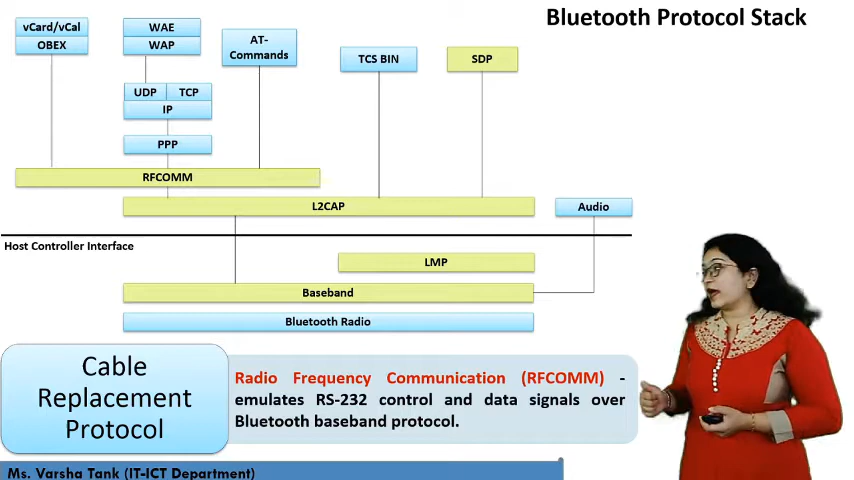 Bluetooth Protocol Stack
vCard/vCal
OBEX
WAE
WAP
AT-
Commands
TCS BIN
SDP
UDP
TCP
IP
PPP
RFCOMM
L2CAP
Audio
Host Controller Interface
LMP
Baseband
Bluetooth Radio
Cable
Replacement
Protocol
Radio Frequency Communication (RFCOMM) -
emulates RS-232 control and data signals over
Bluetooth baseband protocol.
Ms. Varsha Tank (IT-ICT Department)